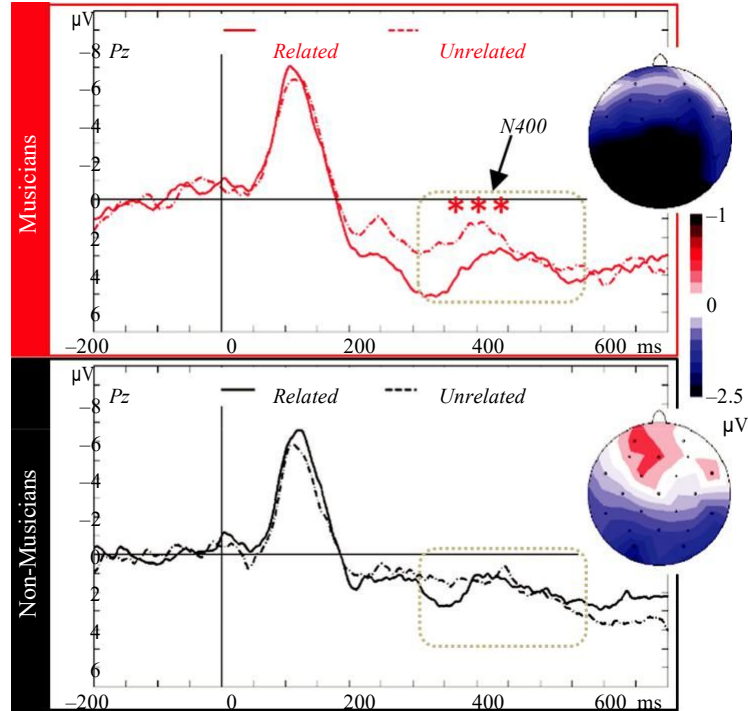 µV
Related
Unrelated
–8
Pz
–6
N400
–4
–2
0
* * *
2
4
6
–200
0
200
400
600
ms
Musicians
–1
0
–2.5
µV
µV
Related
Unrelated
–8
Pz
–6
–4
–2
0
2
4
6
–200
0
200
400
600
ms
Non-Musicians